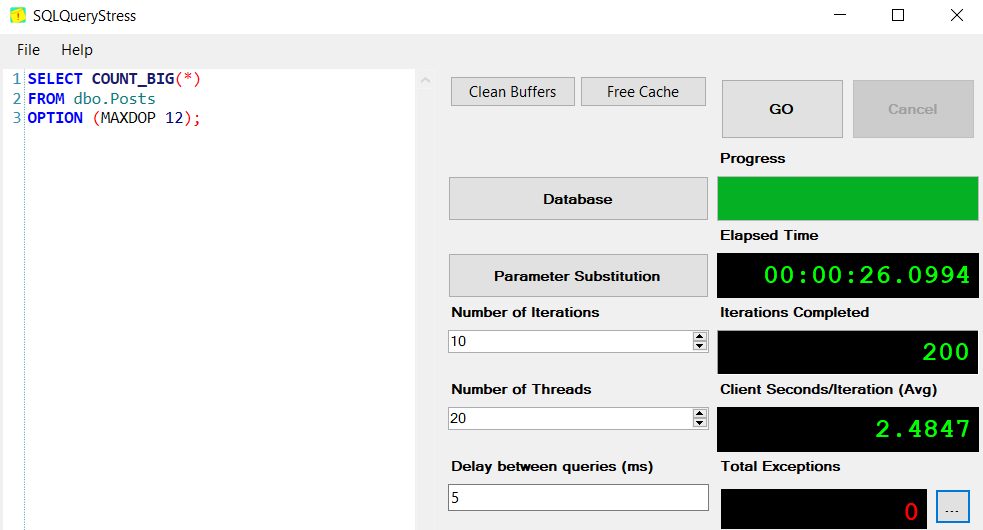 SQLQueryStress
File Help
1 SELECT COUNT_BIG(*)
2 FROM dbo.Posts
3 OPTION (MAXDOP 12);
Clean Buffers
Free Cache
GO
Cancel
Progress
Database
Elapsed Time
00:00:26.0994
Parameter Substitution
Number of Iterations
10
Iterations Completed
200
Number of Threads
20
Client Seconds/Iteration (Avg)
2.4847
Delay between queries (ms)
5
Total Exceptions
0
...